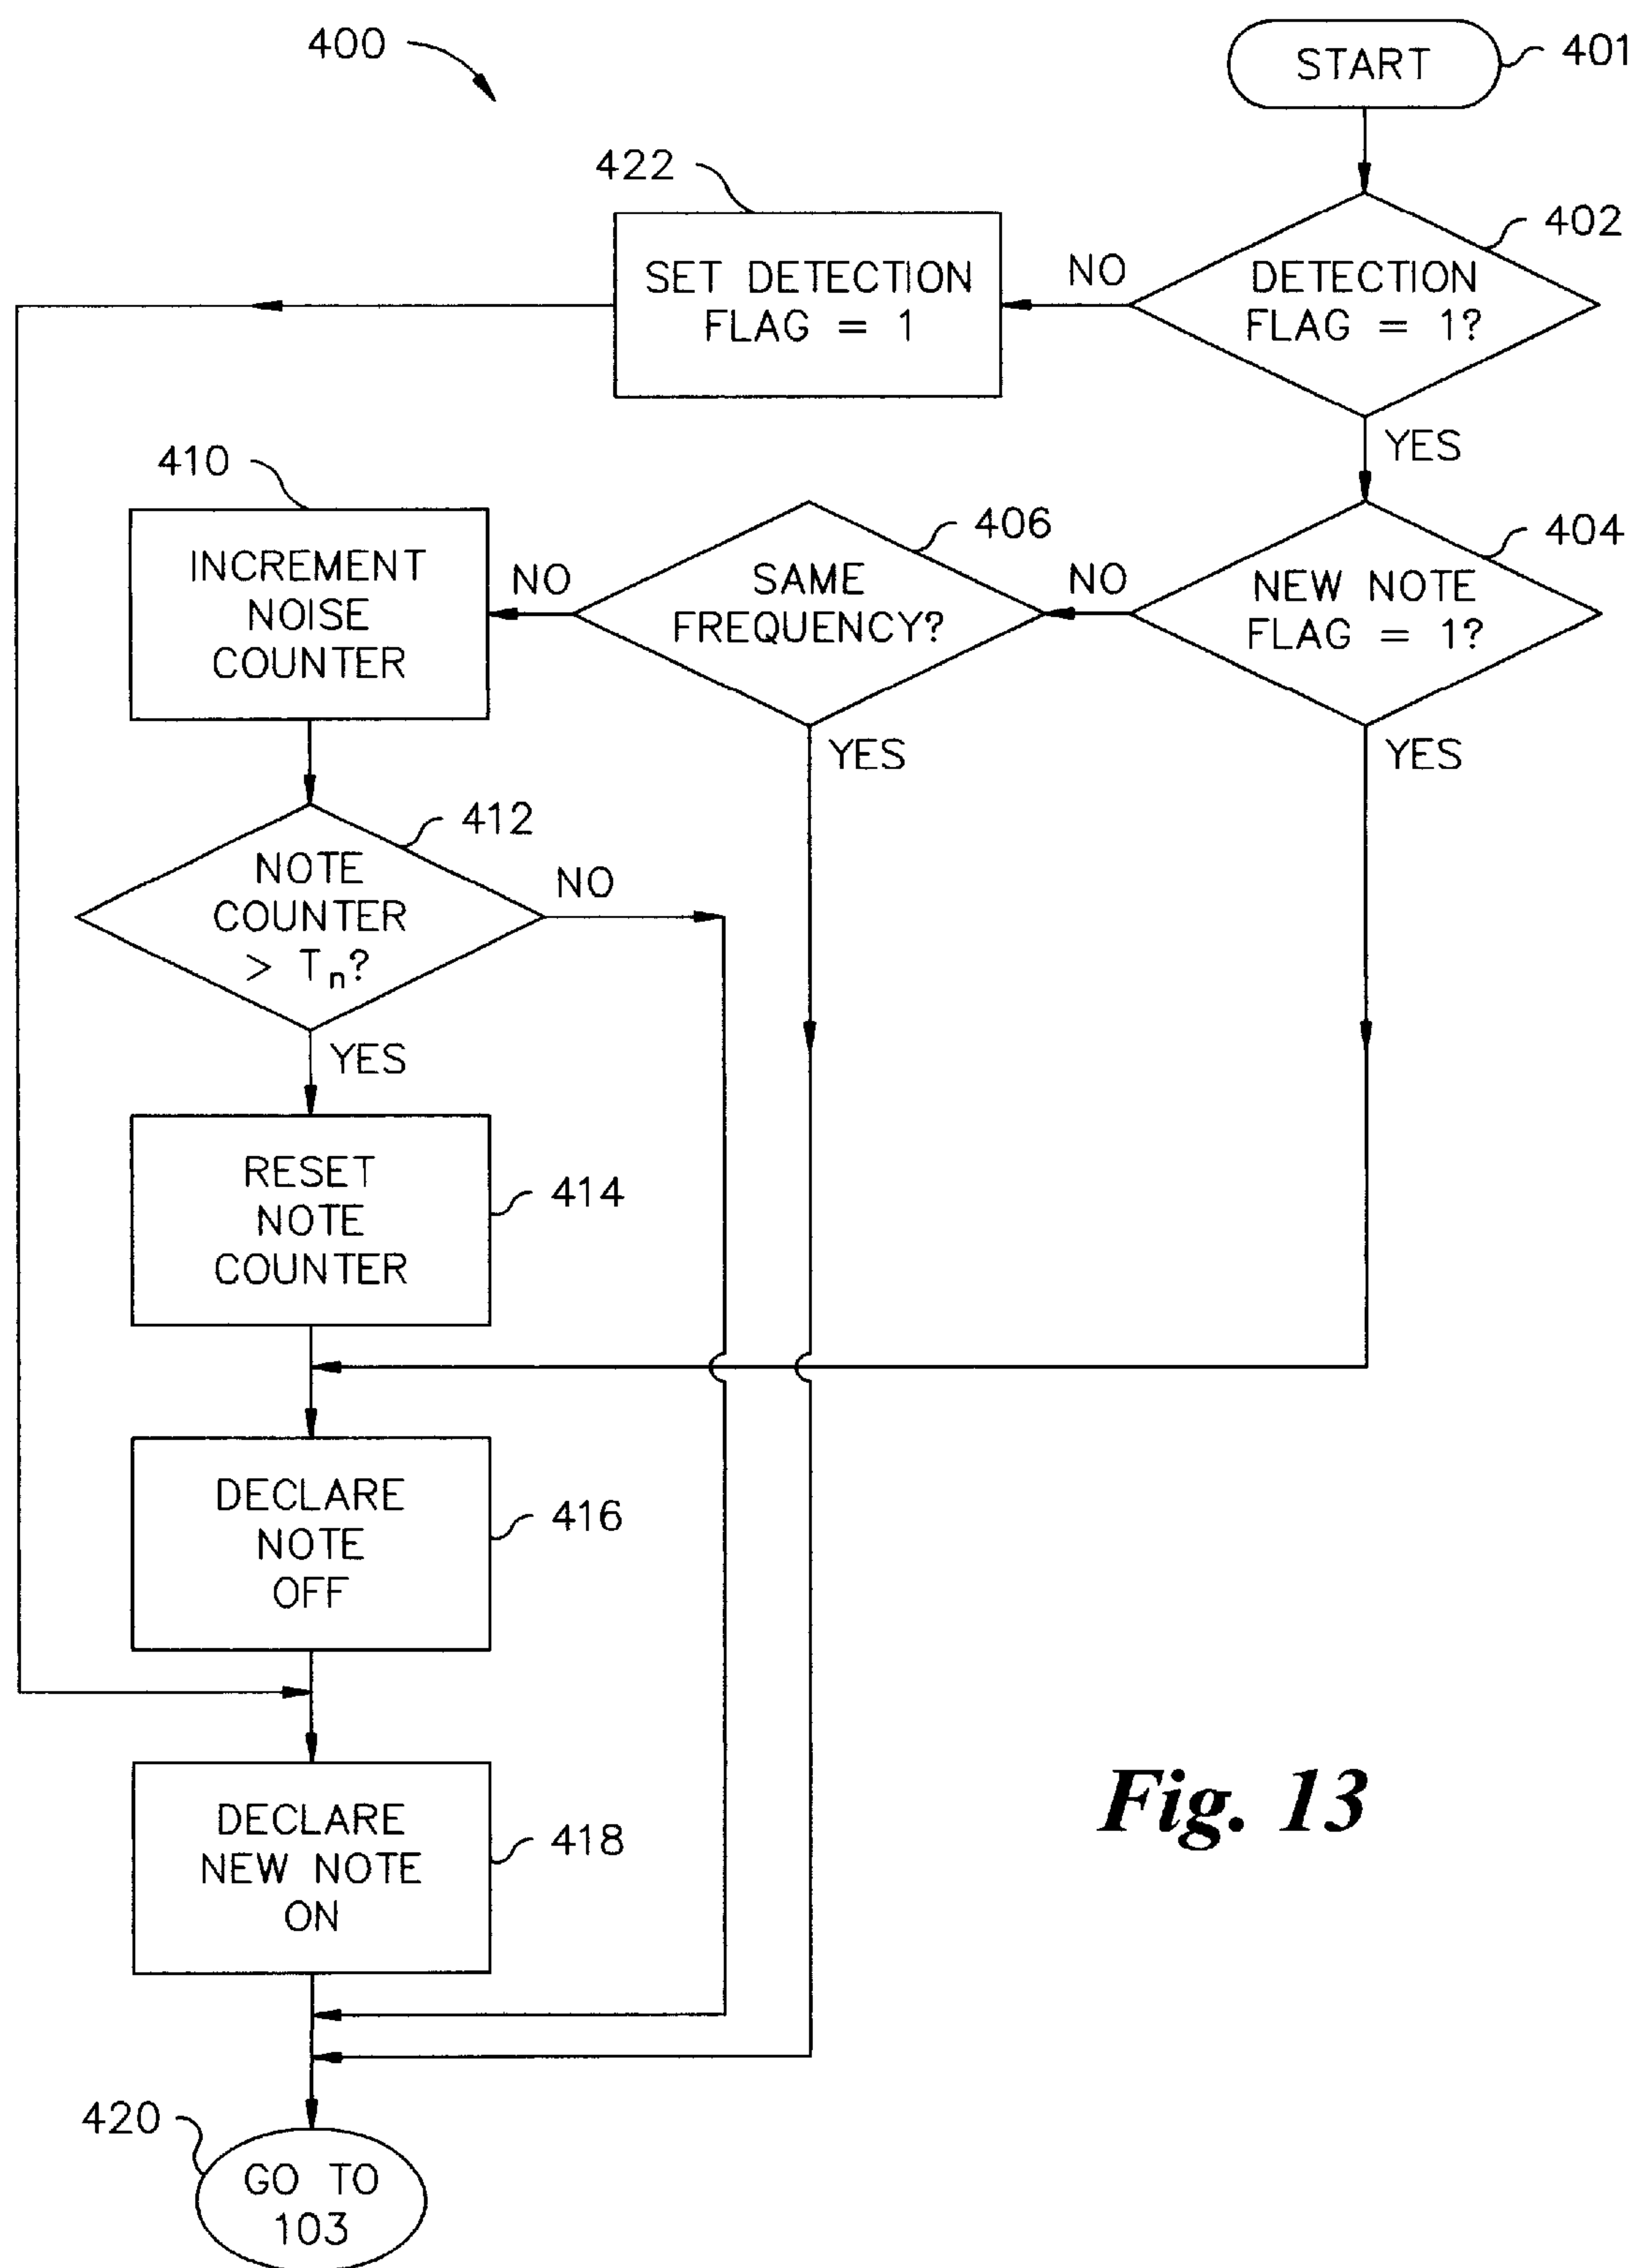 400
START
401
422
402
SET DETECTION
FLAG = 1
NO
DETECTION
FLAG = 1?
YES
410
406
404
INCREMENT
NOISE
COUNTER
NO
SAME
FREQUENCY?
NO
NEW NOTE
FLAG = 1?
YES
YES
412
NOTE
COUNTER
> Tn?
NO
YES
RESET
NOTE
COUNTER
414
DECLARE
NOTE
OFF
416
DECLARE
NEW NOTE
ON
418
Fig. 13
420
GO TO
103